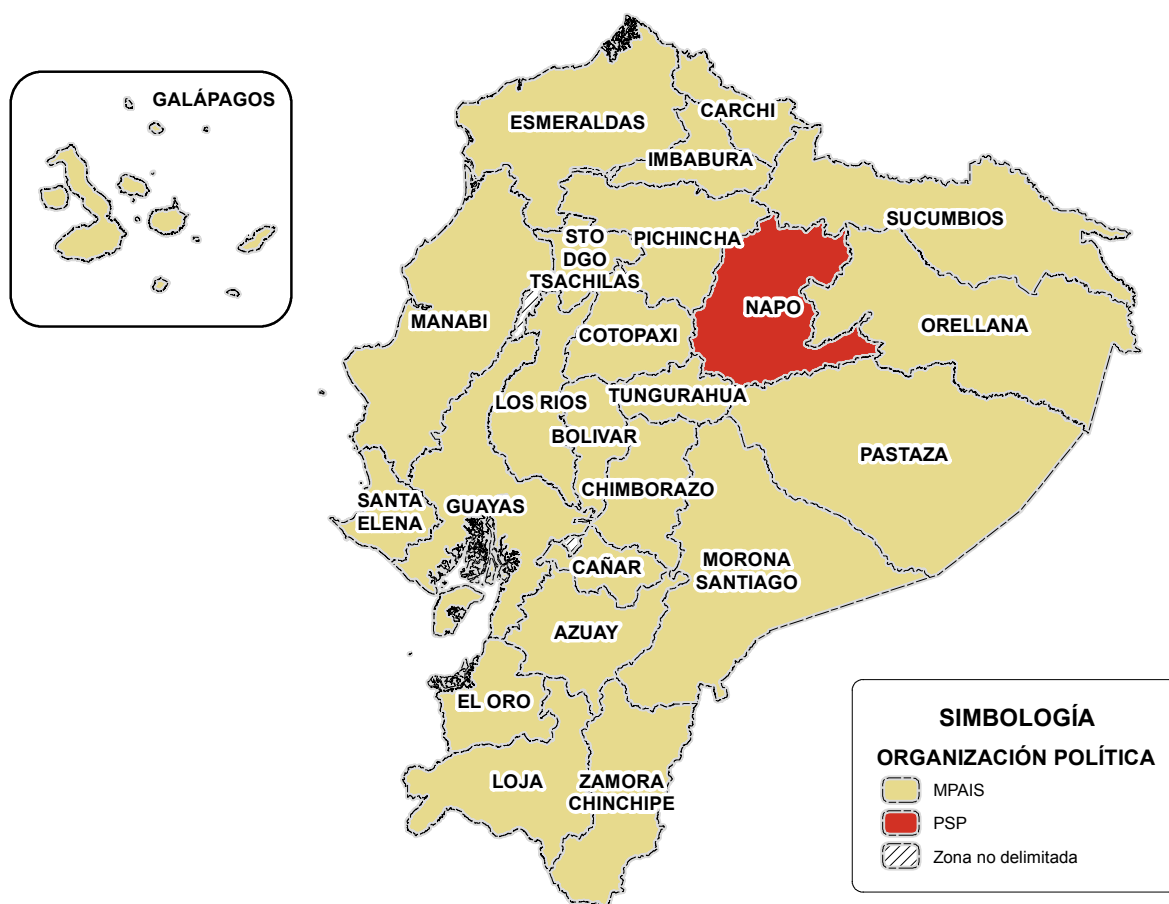 GALÁPAGOS
ESMERALDAS
CARCHI
IMBABURA
SUCUMBIOS
STO
DGO
TSACHILAS
PICHINCHA
NAPO
MANABI
COTOPAXI
ORELLANA
LOS RIOS
TUNGURAHUA
BOLIVAR
PASTAZA
CHIMBORAZO
SANTA
ELENA
GUAYAS
CAÑAR
MORONA
SANTIAGO
AZUAY
EL ORO
LOJA
ZAMORA
CHINCHIPE
SIMBOLOGÍA
ORGANIZACIÓN POLÍTICA
MPAIS
PSP
Zona no delimitada